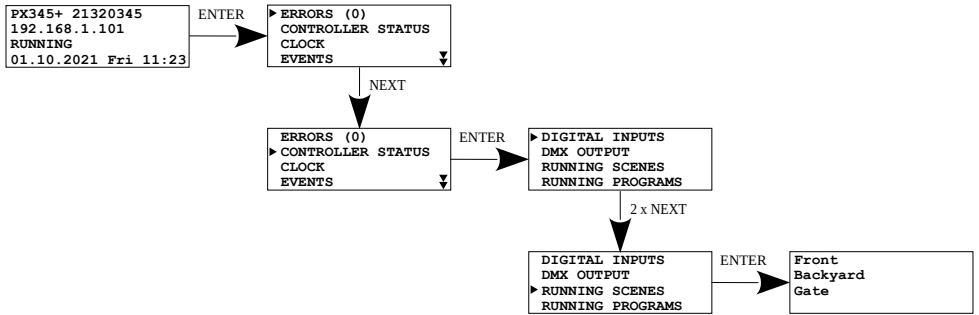 PX345+ 21320345
192.168.1.101
RUNNING
01.10.2021 Fri 11:23
ENTER
ERRORS (0)
CONTROLLER STATUS
CLOCK
EVENTS
NEXT
ERRORS (0)
CONTROLLER STATUS
CLOCK
EVENTS
ENTER
DIGITAL INPUTS
DMX OUTPUT
RUNNING SCENES
RUNNING PROGRAMS
2 x NEXT
DIGITAL INPUTS
DMX OUTPUT
RUNNING SCENES
RUNNING PROGRAMS
ENTER
Front
Backyard
Gate